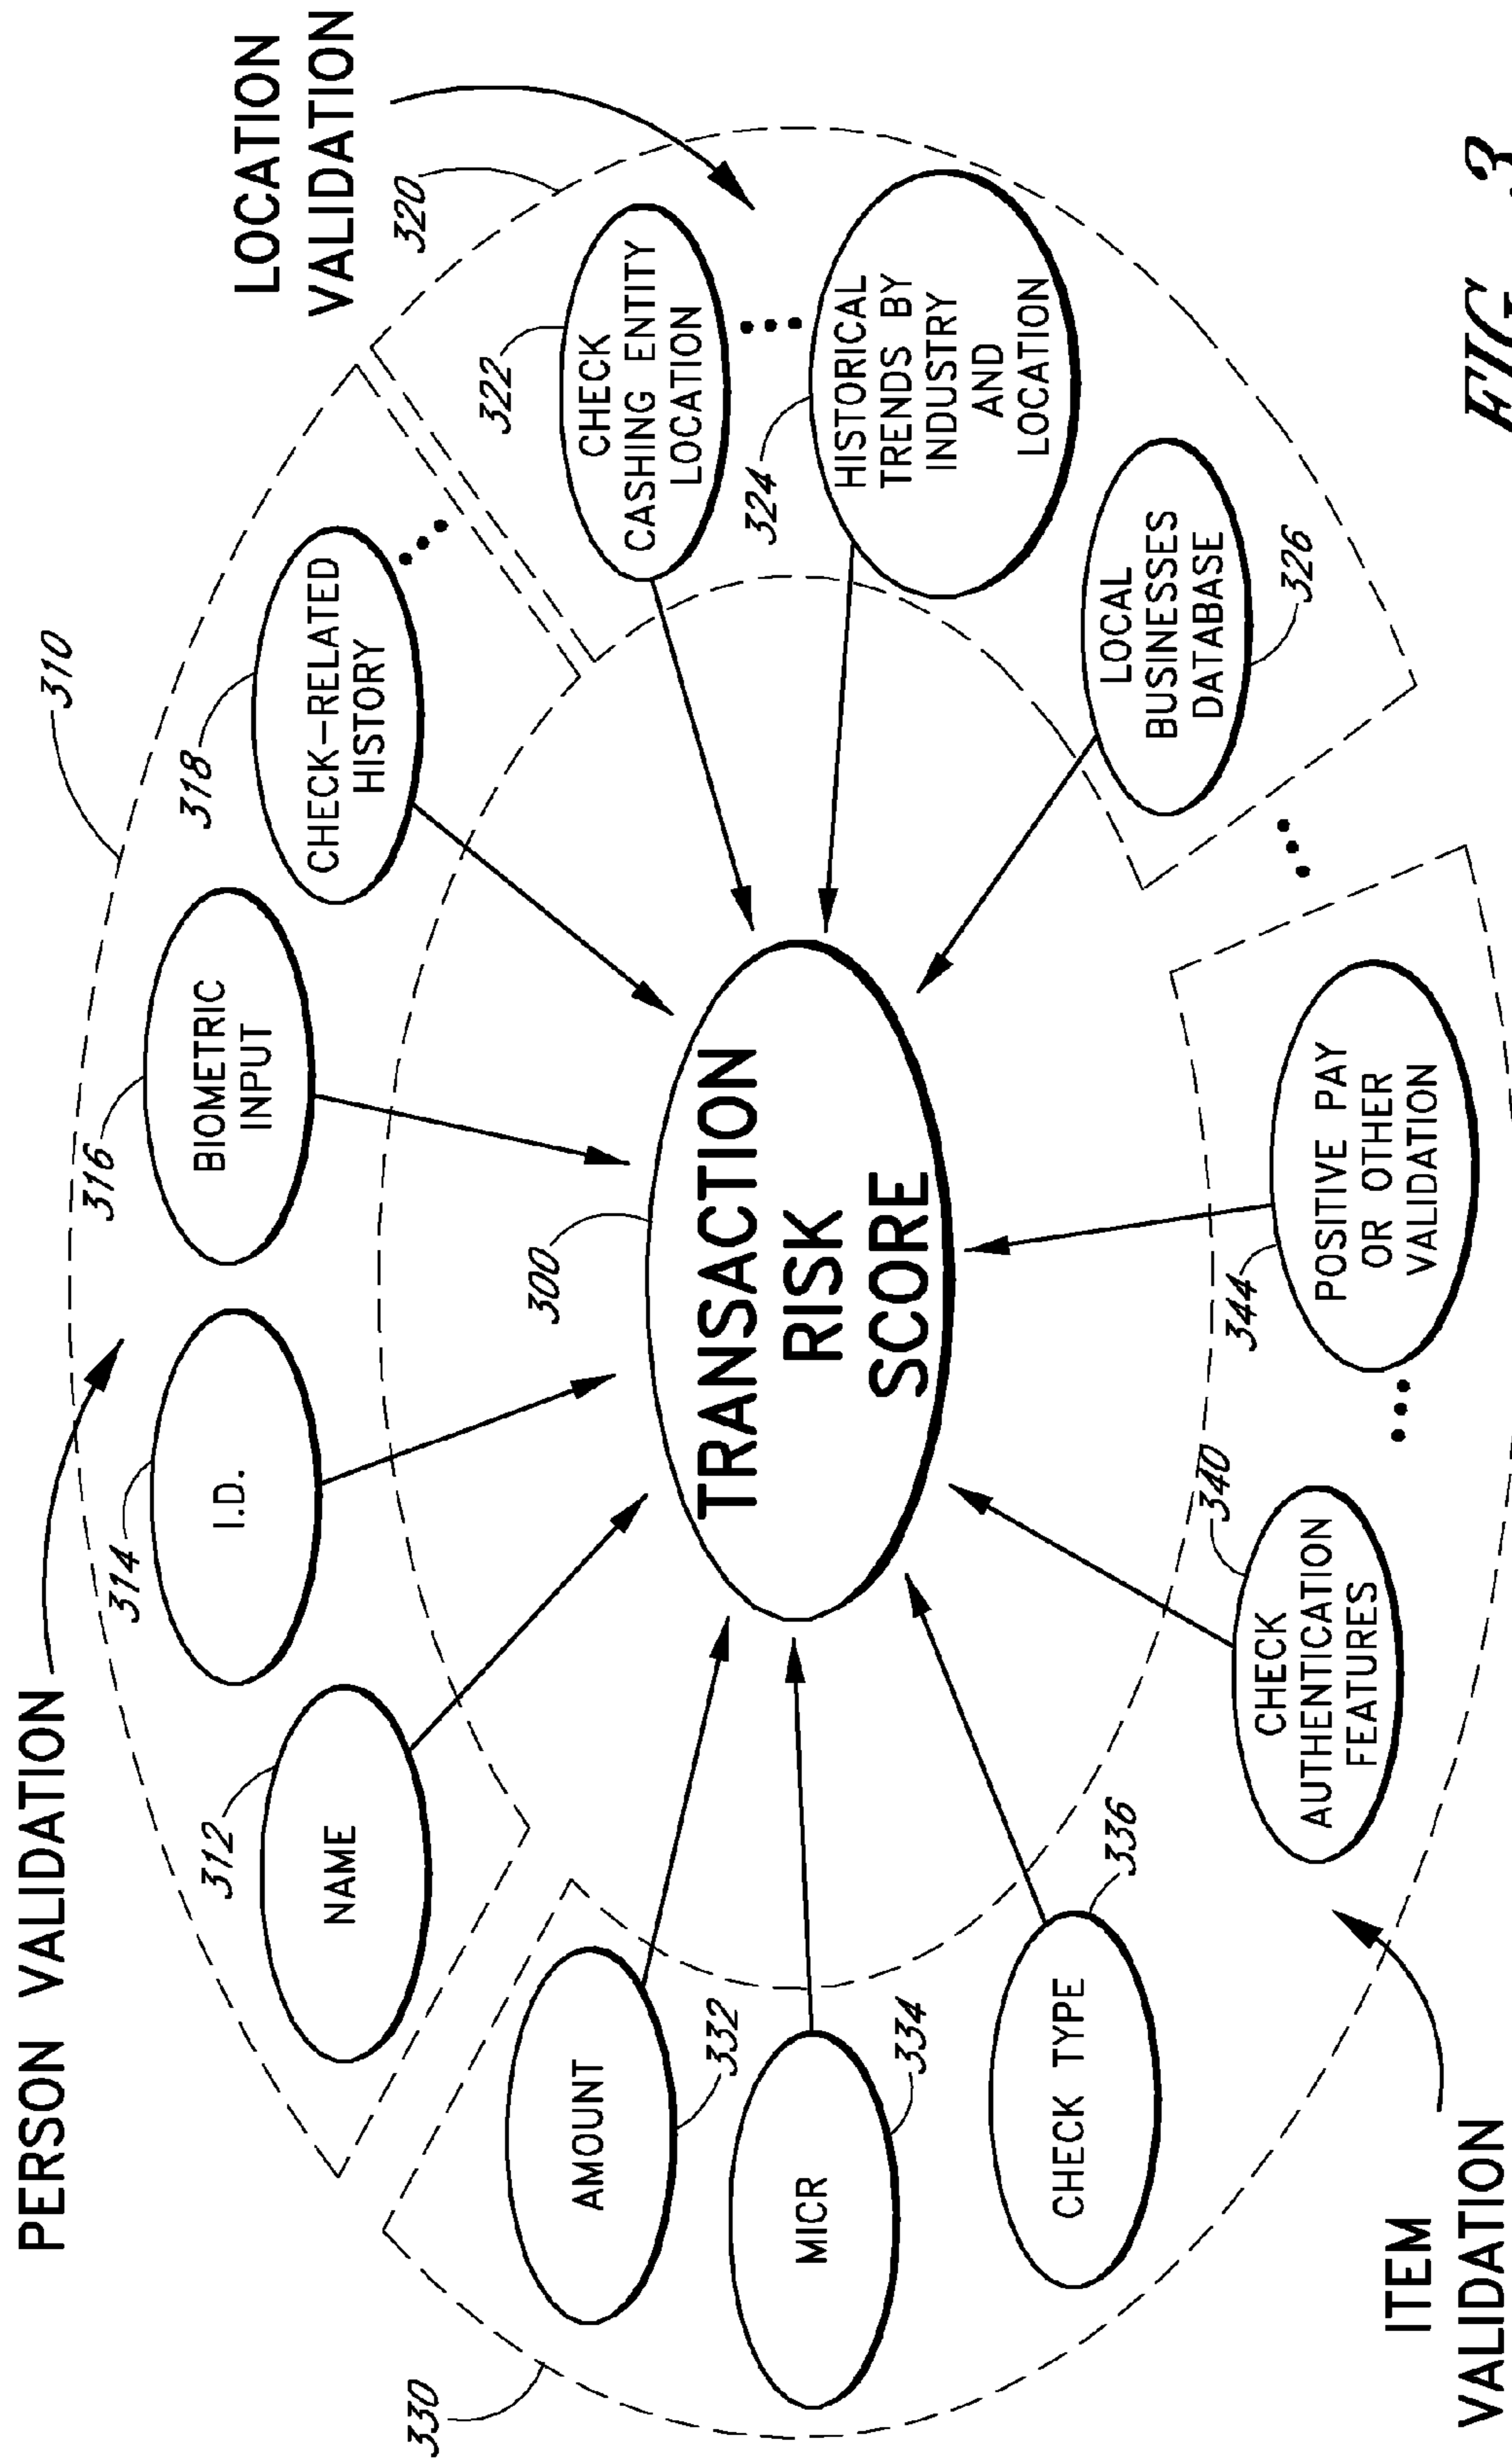 PERSON VALIDATION
310
312
NAME
314
I.D.
316
BIOMETRIC
INPUT
318
CHECK-RELATED
HISTORY
LOCATION
VALIDATION
320
322
CHECK
CASHING ENTITY
LOCATION
324
HISTORICAL
TRENDS BY
INDUSTRY
AND
LOCATION
LOCAL
BUSINESSES
DATABASE
326
300
TRANSACTION
RISK
SCORE
330
AMOUNT
332
MICR
334
CHECK TYPE
336
340
CHECK
AUTHENTICATION
FEATURES
344
POSITIVE PAY
OR OTHER
VALIDATION
ITEM
VALIDATION
FIG. 3